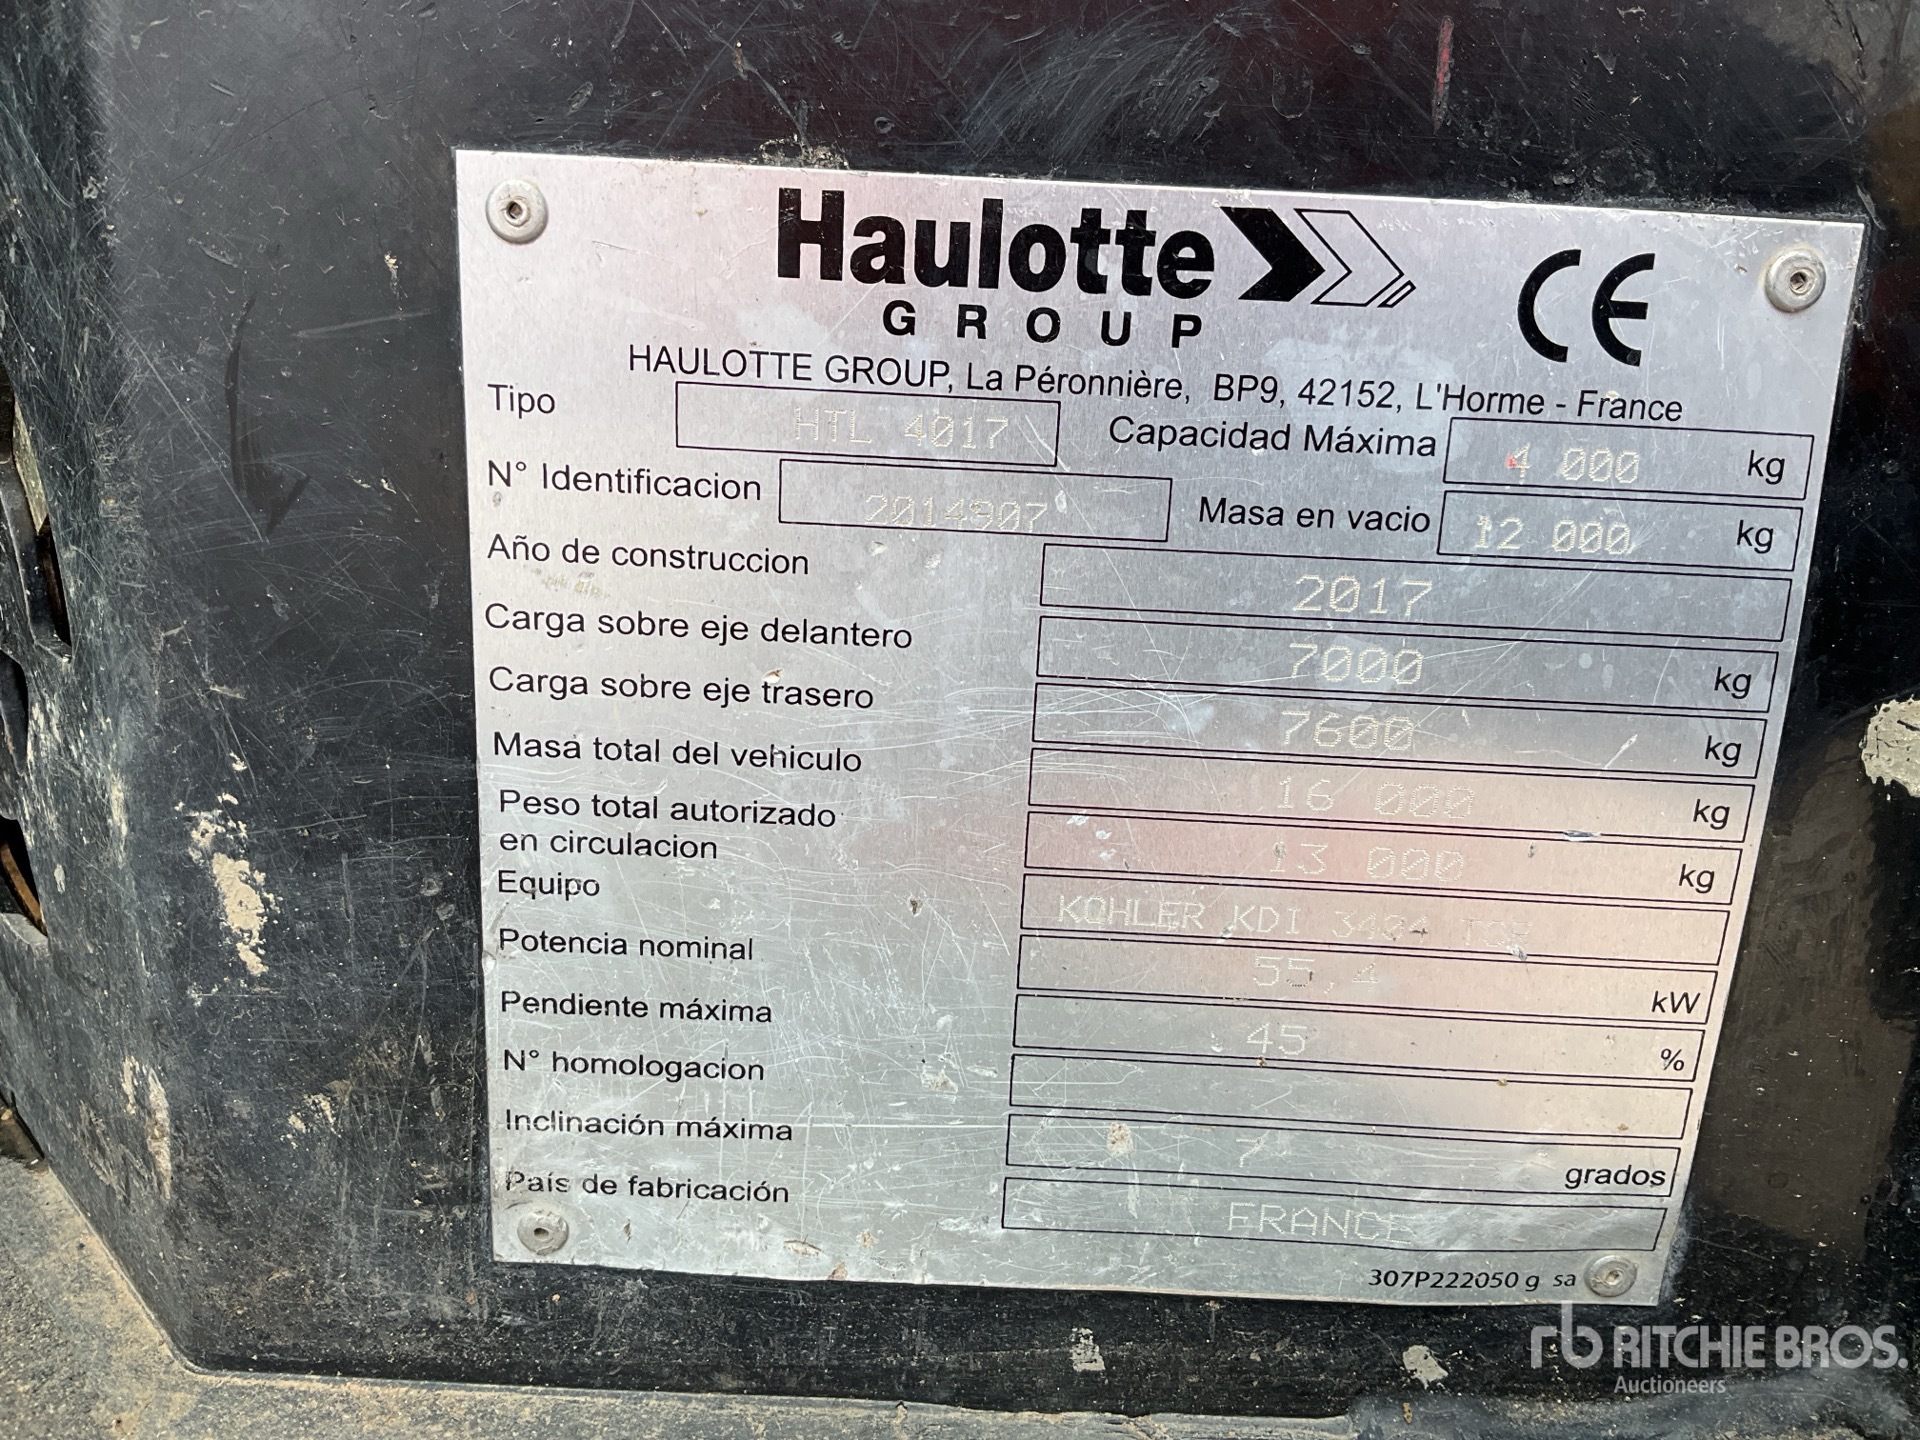 Haulotte
GROUP
CE
HAULOTTE GROUP, La Péronnière, BP9, 42152, L'Horme - France
Tipo HTL 4017 Capacidad Máxima 4 000 kg
N° Identificacion 2014907 Masa en vacio 12 000 kg
Año de construccion 2017
Carga sobre eje delantero 7000 kg
Carga sobre eje trasero 7600 kg
Masa total del vehiculo 16 000 kg
Peso total autorizado
en circulacion 13 000 kg
Equipo KOHLER KDI 3404 TCR
Potencia nominal 55,4 kW
Pendiente máxima 45 %
N° homologacion
Inclinación máxima 7 grados
País de fabricación FRANCE
307P222050 g sa
rb RITCHIE BROS.
Auctioneers